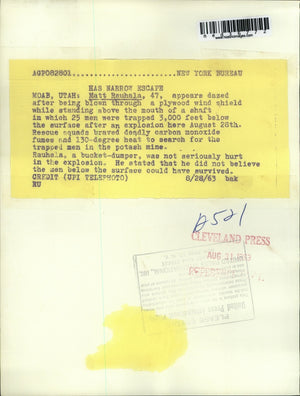 AGP082801........................NEW YORK BUREAU
HAS NARROW ESCAPE
MOAB, UTAH: Matt Rauhala, 47, appears dazed
after being blown through a plywood wind shield
while standing above the mouth of a shaft
in which 25 men were trapped 3,000 feet below
the surface after an explosion here August 28th.
Rescue squads braved deadly carbon monoxide
fumes and 130-degree heat to search for the
trapped men in the potash mine.
Rauhala, a bucket-dumper, was not seriously hurt
in the explosion. He stated that he did not believe
the men below the surface could have survived.
CREDIT (UPI TELEPHOTO) 8/28/63 bak
NU
CLEVELAND PRESS
AUG